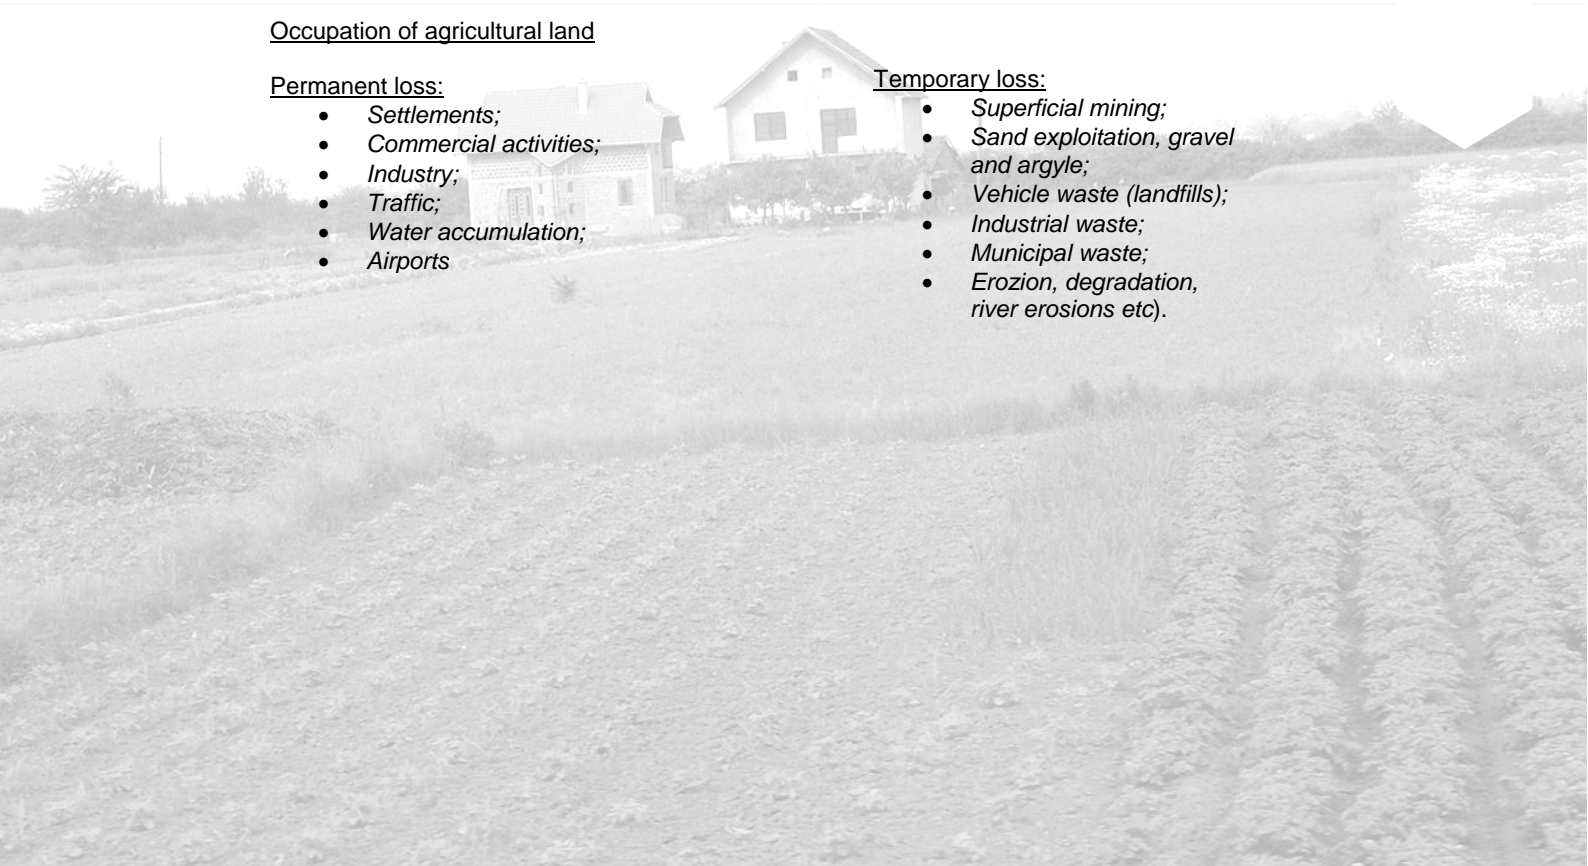 Occupation of agricultural land
Permanent loss:
• Settlements;
• Commercial activities;
• Industry;
• Traffic;
• Water accumulation;
• Airports
Temporary loss:
• Superficial mining;
• Sand exploitation, gravel
and argyle;
• Vehicle waste (landfills);
• Industrial waste;
• Municipal waste;
• Erozion, degradation,
river erosions etc).